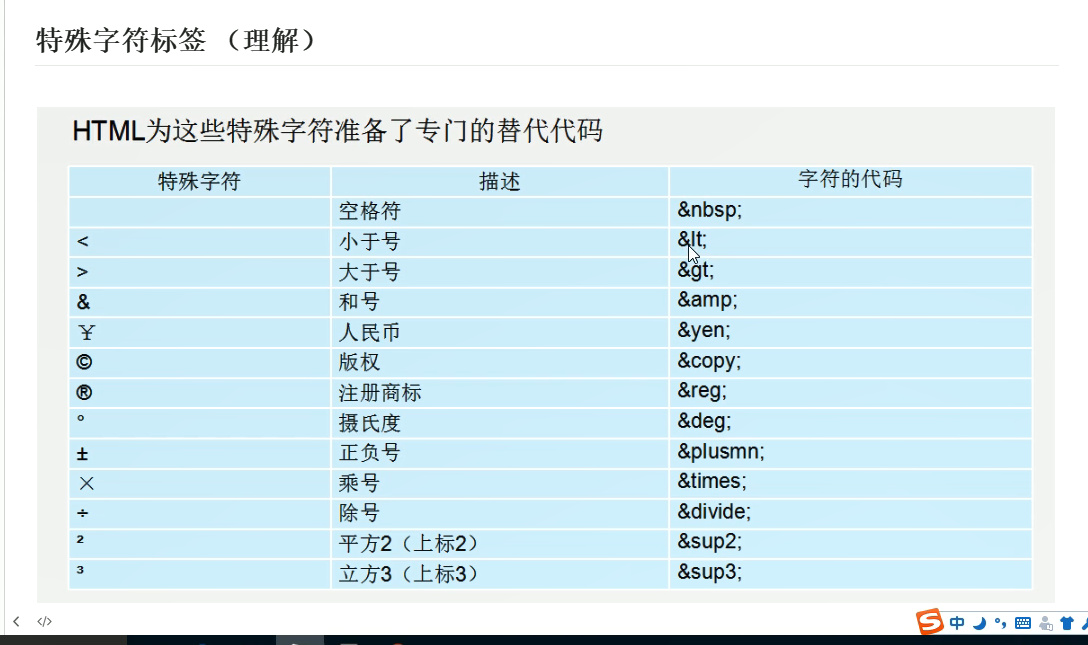 特殊字符标签 （理解）
HTML为这些特殊字符准备了专门的替代代码
特殊字符 描述 字符的代码
空格符 &nbsp;
< 小于号 &lt;
> 大于号 &gt;
& 和号 &amp;
¥ 人民币 &yen;
© 版权 &copy;
® 注册商标 &reg;
° 摄氏度 &deg;
± 正负号 &plusmn;
× 乘号 &times;
÷ 除号 &divide;
² 平方2（上标2） &sup2;
³ 立方3（上标3） &sup3;
< </> S 中